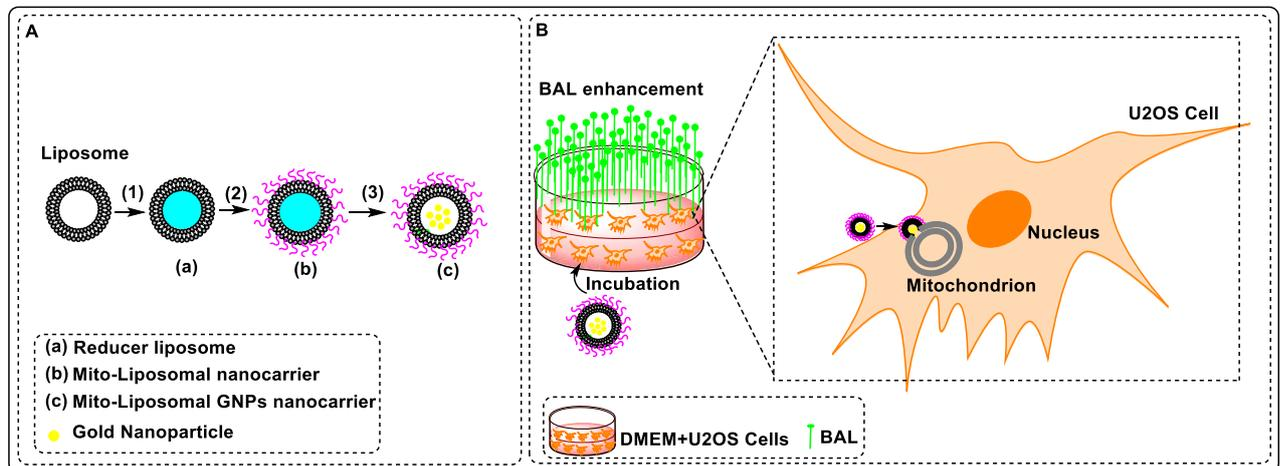 A
Liposome
(1)
(2)
(3)
(a)
(b)
(c)
(a) Reducer liposome
(b) Mito-Liposomal nanocarrier
(c) Mito-Liposomal GNPs nanocarrier
Gold Nanoparticle
B
BAL enhancement
Incubation
U2OS Cell
Nucleus
Mitochondrion
DMEM+U2OS Cells
BAL